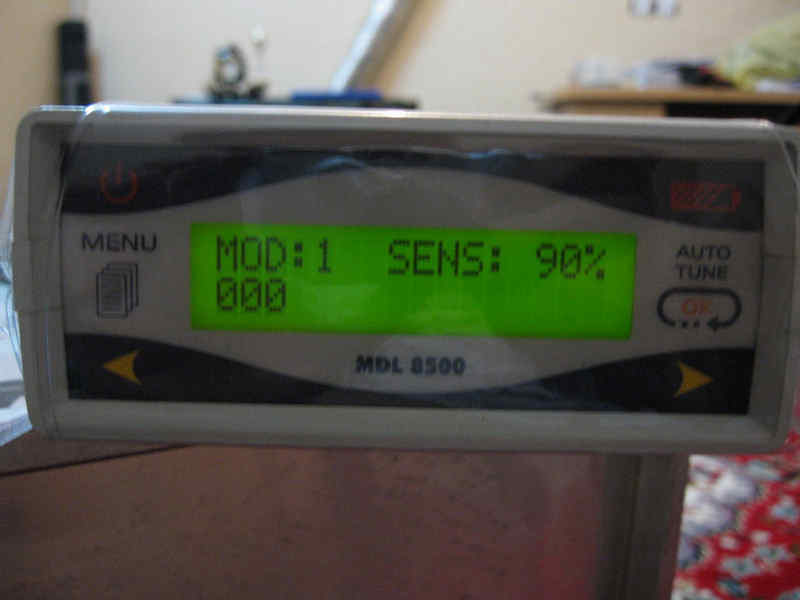 MENU
MOD:1 SENS: 90%
000
AUTO
TUNE
OK
MDL 8500